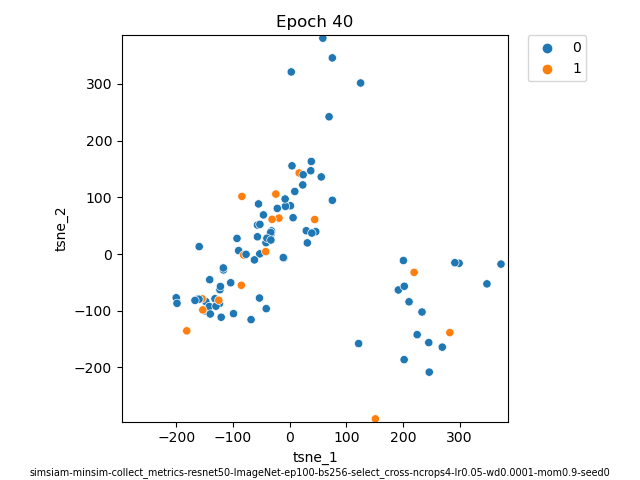 Epoch 40
0
1
300
200
100
0
−100
−200
tsne_2
−200 −100 0 100 200 300
tsne_1
simsiam-minsim-collect_metrics-resnet50-ImageNet-ep100-bs256-select_cross-ncrops4-lr0.05-wd0.0001-mom0.9-seed0